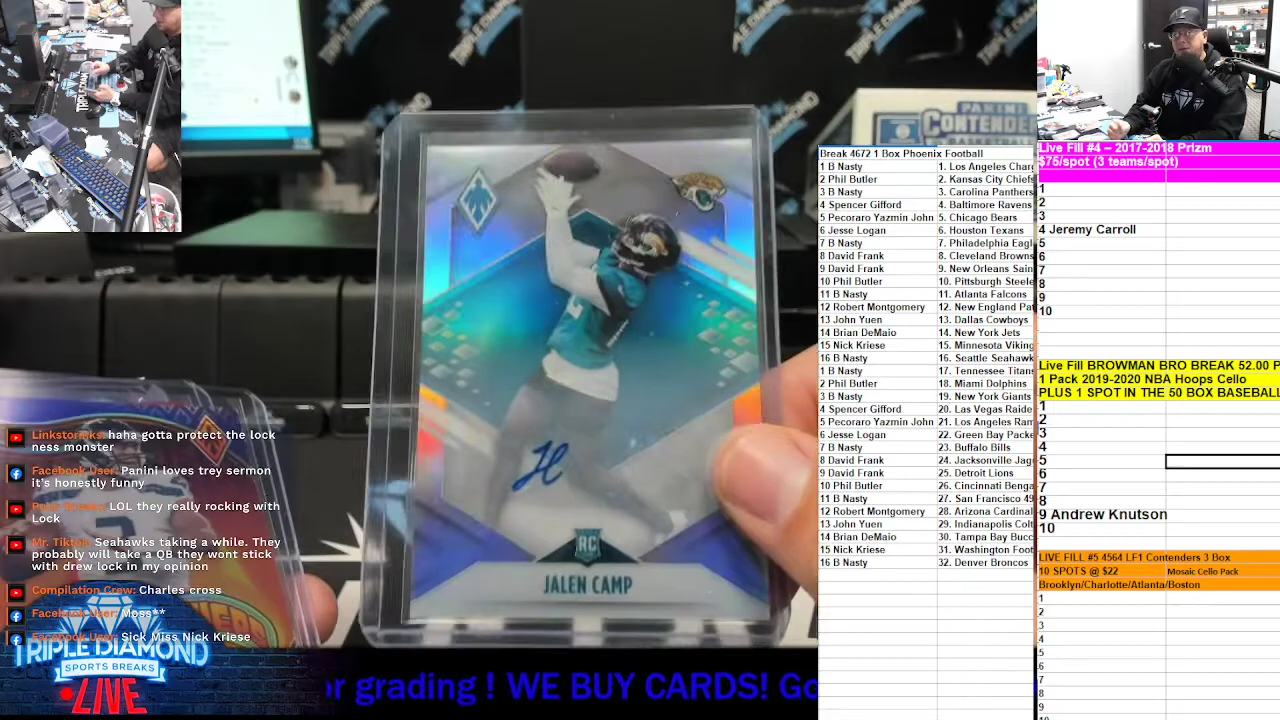 TRIPLE DIAMOND
PANINI
CONTENDE
RC
JALEN CAMP
Linkstorinks: haha gotta protect the lock
ness monster
Facebook User: Panini loves trey sermon
it's honestly funny
LOL they really rocking with
Lock
Mr. Tiktok: Seahawks taking a while. They
probably will take a QB they wont stick
with drew lock in my opinion
Compilation Crew: Charles cross
Facebook User: Moss**
Facebook User: Sick Miss Nick Kriese
TRIPLE DIAMOND
SPORTS BREAKS
LIVE
or grading ! WE BUY CARDS! Go
Break 4672 1 Box Phoenix Football
1 B Nasty 1. Los Angeles Char
2 Phil Butler 2. Kansas City Chiefs
3 B Nasty 3. Carolina Panthers
4 Spencer Gifford 4. Baltimore Ravens
5 Pecoraro Yazmin John 5. Chicago Bears
6 Jesse Logan 6. Houston Texans
7 B Nasty 7. Philadelphia Eagl
8 David Frank 8. Cleveland Browns
9 David Frank 9. New Orleans Sain
10 Phil Butler 10. Pittsburgh Steele
11 B Nasty 11. Atlanta Falcons
12 Robert Montgomery 12. New England Pa
13 John Yuen 13. Dallas Cowboys
14 Brian DeMaio 14. New York Jets
15 Nick Kriese 15. Minnesota Viking
16 B Nasty 16. Seattle Seahawk
1 B Nasty 17. Tennessee Titans
2 Phil Butler 18. Miami Dolphins
3 B Nasty 19. New York Giants
4 Spencer Gifford 20. Las Vegas Raide
5 Pecoraro Yazmin John 21. Los Angeles Ram
6 Jesse Logan 22. Green Bay Packe
7 B Nasty 23. Buffalo Bills
8 David Frank 24. Jacksonville Jag
9 David Frank 25. Detroit Lions
10 Phil Butler 26. Cincinnati Benga
11 B Nasty 27. San Francisco 49
12 Robert Montgomery 28. Arizona Cardinal
13 John Yuen 29. Indianapolis Colt
14 Brian DeMaio 30. Tampa Bay Bucc
15 Nick Kriese 31. Washington Foot
16 B Nasty 32. Denver Broncos
Live Fill #4 – 2017-2018 Prizm
$75/spot (3 teams/spot)
1
2
3
4 Jeremy Carroll
5
6
7
8
9
10
Live Fill BROWMAN BRO BREAK 52.00 P
1 Pack 2019-2020 NBA Hoops Cello
PLUS 1 SPOT IN THE 50 BOX BASEBALL
1
2
3
4
5
6
7
8
9 Andrew Knutson
10
LIVE FILL #5 4564 LF1 Contenders 3 Box
10 SPOTS @ $22 Mosaic Cello Pack
Brooklyn/Charlotte/Atlanta/Boston
1
2
3
4
5
6
7
8
9
10